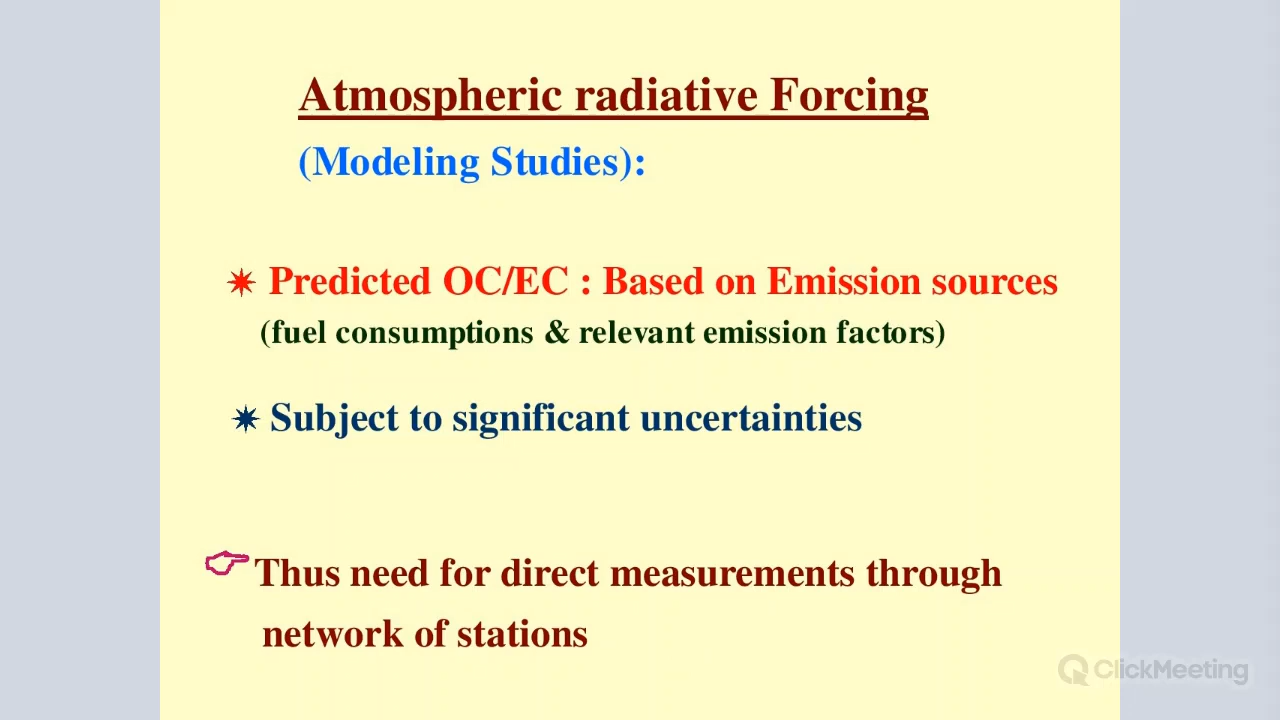 Atmospheric radiative Forcing
(Modeling Studies):
✷ Predicted OC/EC : Based on Emission sources
(fuel consumptions & relevant emission factors)
✷ Subject to significant uncertainties
☞Thus need for direct measurements through
network of stations
ClickMeeting